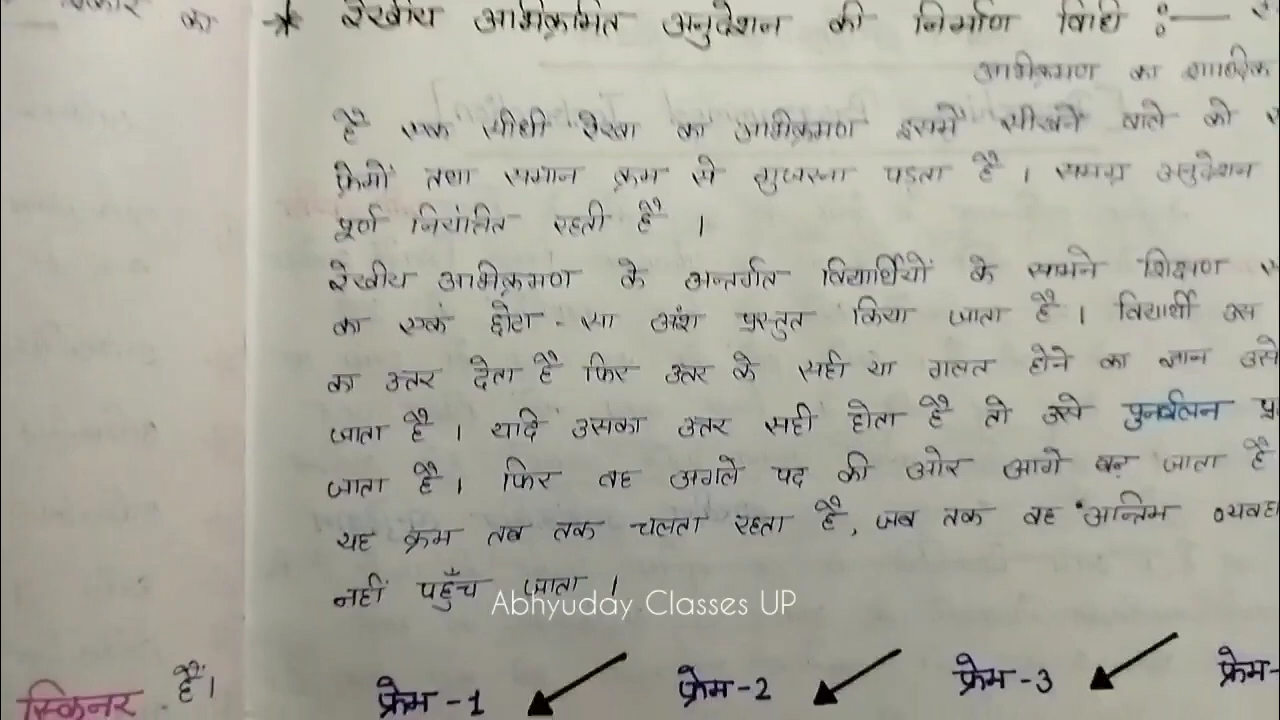 का
* रेखीय अभिक्रमित अनुदेशन की निर्माण विधि :—
अभिक्रमण का शाब्दिक
है एक सीधी रेखा का अभिक्रमण इसमें सीखने वाले को
फ्रेमों तथा समान क्रम से गुजरना पड़ता है । समग्र अनुदेशन
पूर्ण नियंत्रित रहती है ।
रेखीय अभिक्रमण के अन्तर्गत विद्यार्थियों के सामने शिक्षण
का एक छोटा - सा अंश प्रस्तुत किया जाता है । विद्यार्थी उस
का उत्तर देता है फिर उत्तर के सही या गलत होने का ज्ञान उसे
जाता है । यदि उसका उत्तर सही होता है तो उसे पुनर्बलन
जाता है । फिर वह अगले पद की ओर आगे बढ़ जाता है
यह क्रम तब तक चलता रहता है, जब तक वह अन्तिम
नहीं पहुँच जाता ।
Abhyuday Classes UP
स्किनर है।
फ्रेम -1 फ्रेम -2 फ्रेम -3 फ्रेम-